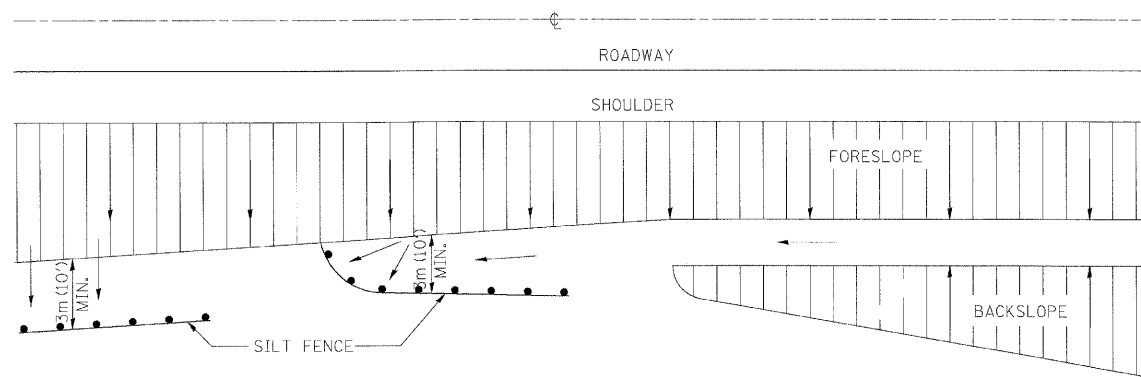 ℄
ROADWAY
SHOULDER
FORESLOPE
3m (10')
MIN.
3m (10')
MIN.
BACKSLOPE
SILT FENCE